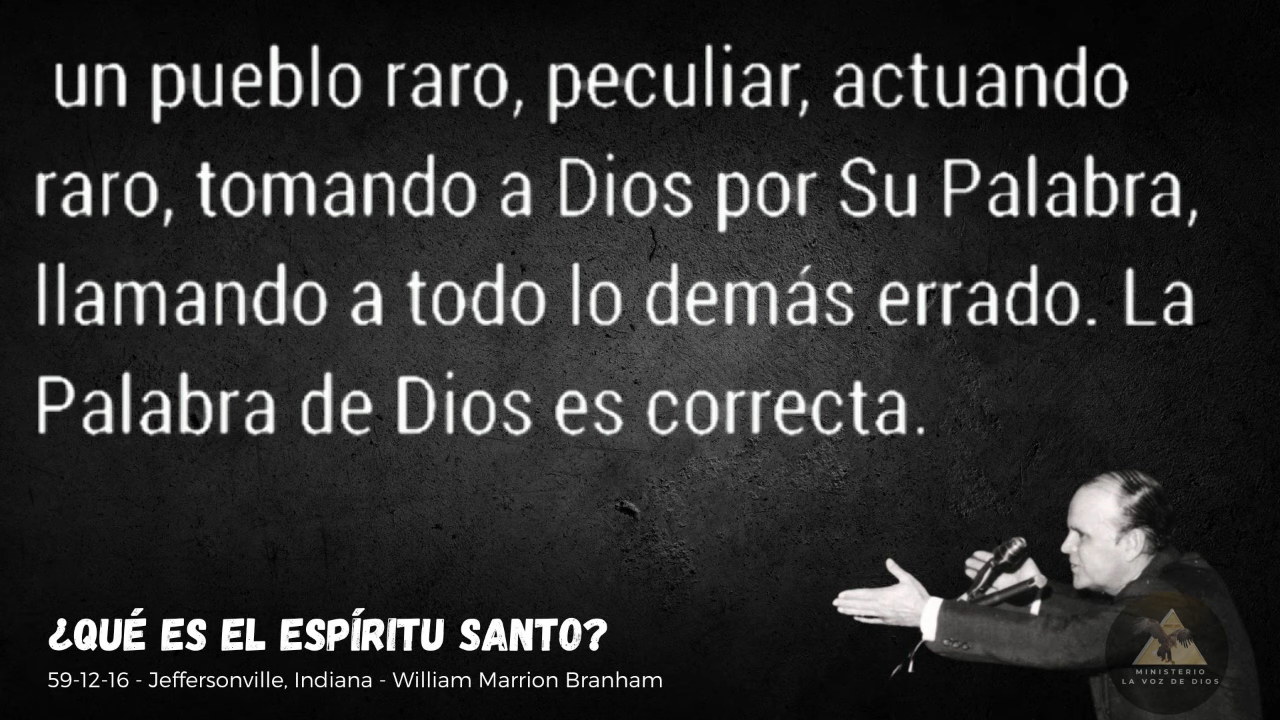 un pueblo raro, peculiar, actuando
raro, tomando a Dios por Su Palabra,
llamando a todo lo demás errado. La
Palabra de Dios es correcta.
¿QUÉ ES EL ESPÍRITU SANTO?
59-12-16 - Jeffersonville, Indiana - William Marrion Branham
MINISTERIO
LA VOZ DE DIOS